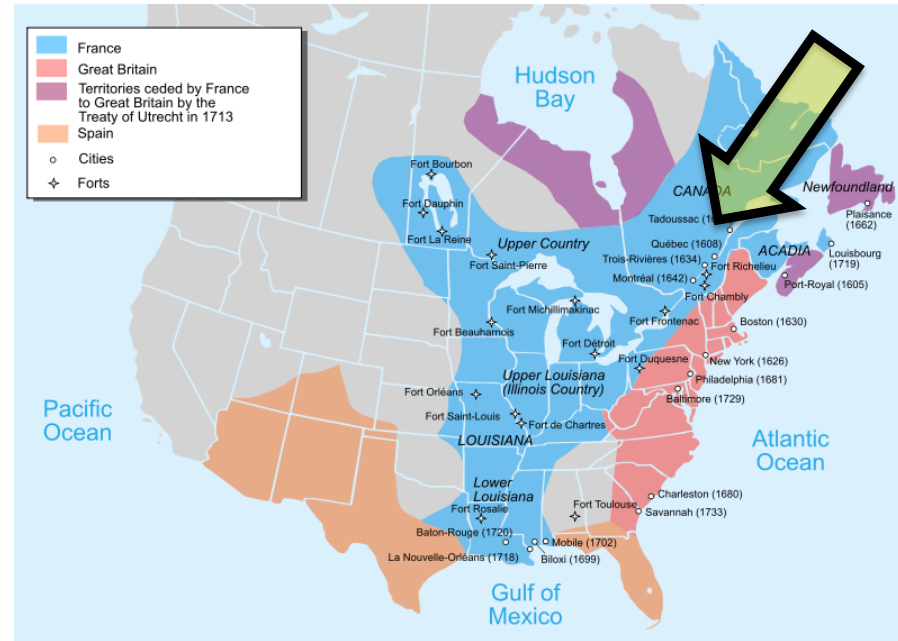 France
Great Britain
Territories ceded by France
to Great Britain by the
Treaty of Utrecht in 1713
Spain
Cities
Forts
Hudson
Bay
Fort Bourbon
Fort Dauphin
Fort La Reine
Upper Country
Fort Saint-Pierre
CANADA
Newfoundland
Plaisance
(1662)
Tadoussac
Québec (1608)
ACADIA
Louisbourg
(1719)
Trois-Rivières (1634)
Fort Richelieu
Montréal (1642)
Port-Royal (1605)
Fort Chambly
Fort Michillimakinac
Fort Frontenac
Fort Beauharnois
Boston (1630)
Fort Détroit
Fort Duquesne
New York (1626)
Upper Louisiana
(Illinois Country)
Philadelphia (1681)
Fort Orléans
Baltimore (1729)
Pacific
Ocean
Fort Saint-Louis
Fort de Chartres
LOUISIANA
Atlantic
Ocean
Lower
Louisiana
Fort Rosalie
Fort Toulouse
Charleston (1680)
Savannah (1733)
Baton-Rouge (1720)
Mobile (1702)
La Nouvelle-Orléans (1718)
Biloxi (1699)
Gulf of
Mexico